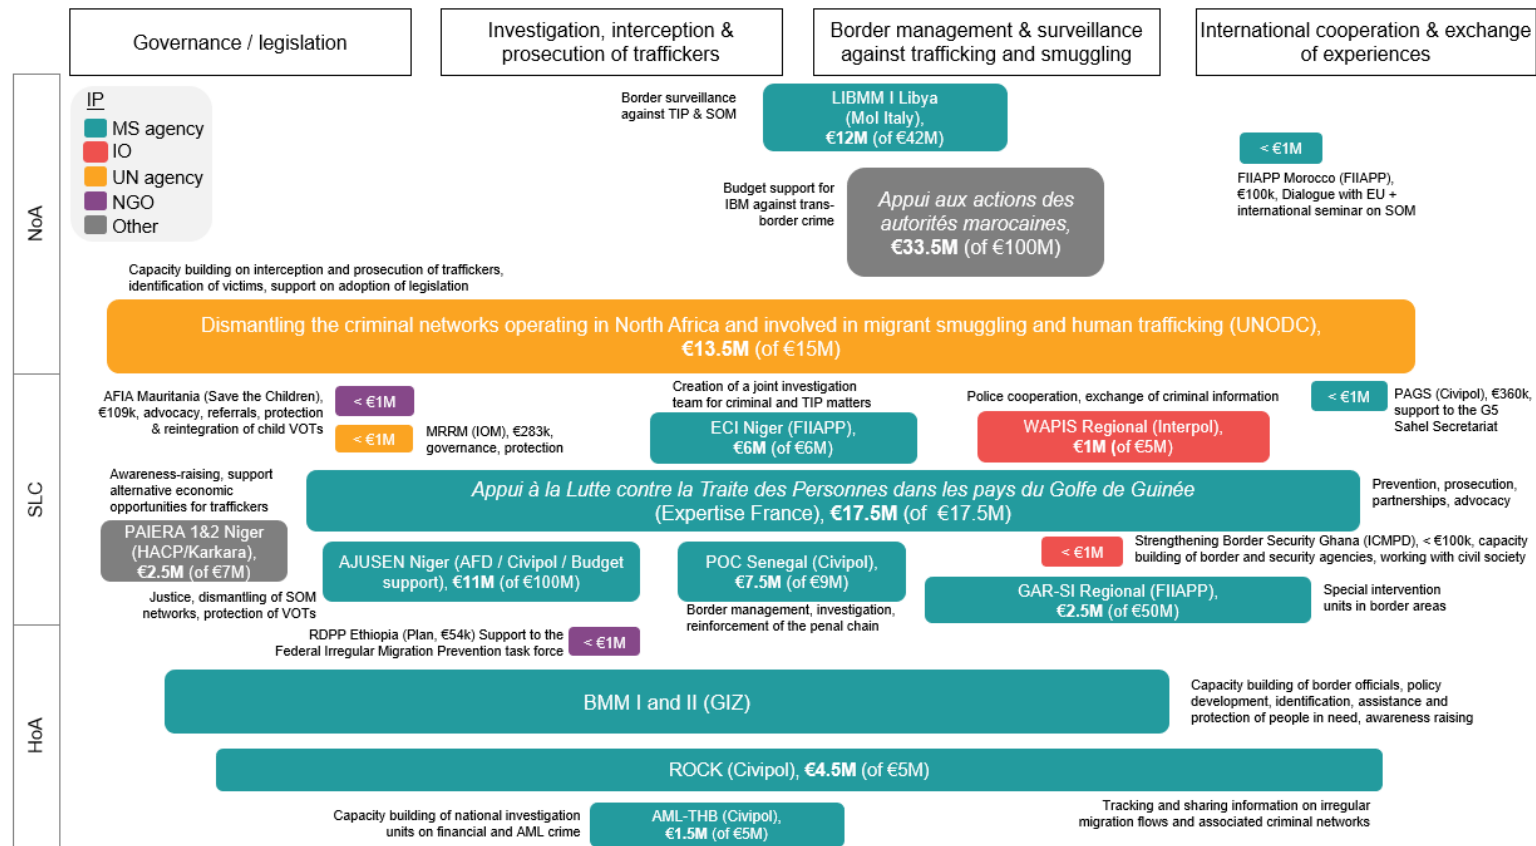 Governance / legislation
Investigation, interception &
prosecution of traffickers
Border management & surveillance
against trafficking and smuggling
International cooperation & exchange
of experiences
NoA
IP
MS agency
IO
UN agency
NGO
Other
Border surveillance
against TIP & SOM
LIBMM I Libya
(MoI Italy),
€12M (of €42M)
< €1M
FIIAPP Morocco (FIIAPP),
€100k, Dialogue with EU +
international seminar on SOM
Budget support for
IBM against trans-
border crime
Appui aux actions des
autorités marocaines,
€33.5M (of €100M)
Capacity building on interception and prosecution of traffickers,
identification of victims, support on adoption of legislation
Dismantling the criminal networks operating in North Africa and involved in migrant smuggling and human trafficking (UNODC),
€13.5M (of €15M)
SLC
AFIA Mauritania (Save the Children),
€109k, advocacy, referrals, protection
& reintegration of child VOTs
< €1M
< €1M
MRRM (IOM), €283k,
governance, protection
Creation of a joint investigation
team for criminal and TIP matters
ECI Niger (FIIAPP)
€6M (of €6M)
Police cooperation, exchange of criminal information
WAPIS Regional (Interpol),
€1M (of €5M)
< €1M
PAGS (Civipol), €360k,
support to the G5
Sahel Secretariat
Awareness-raising, support
alternative economic
opportunities for traffickers
Appui à la Lutte contre la Traite des Personnes dans les pays du Golfe de Guinée
(Expertise France), €17.5M (of €17.5M)
Prevention, prosecution,
partnerships, advocacy
PAIERA 1&2 Niger
(HACP/Karkara),
€2.5M (of €7M)
AJUSEN Niger (AFD / Civipol / Budget
support), €11M (of €100M)
Justice, dismantling of SOM
networks, protection of VOTs
POC Senegal (Civipol),
€7.5M (of €9M)
Border management, investigation,
reinforcement of the penal chain
< €1M
Strengthening Border Security Ghana (ICMPD), < €100k, capacity
building of border and security agencies, working with civil society
GAR-SI Regional (FIIAPP),
€2.5M (of €50M)
Special intervention
units in border areas
HoA
RDPP Ethiopia (Plan, €54k) Support to the
Federal Irregular Migration Prevention task force
< €1M
BMM I and II (GIZ)
Capacity building of border officials, policy
development, identification, assistance and
protection of people in need, awareness raising
ROCK (Civipol), €4.5M (of €5M)
Capacity building of national investigation
units on financial and AML crime
AML-THB (Civipol),
€1.5M (of €5M)
Tracking and sharing information on irregular
migration flows and associated criminal networks